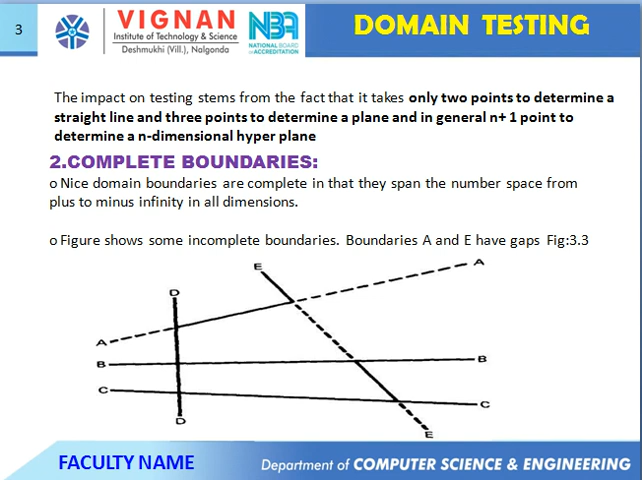 3
VIGNAN
Institute of Technology & Science
Deshmukhi (Vill.), Nalgonda
NBA
NATIONAL BOARD
of ACCREDITATION
DOMAIN TESTING
The impact on testing stems from the fact that it takes only two points to determine a
straight line and three points to determine a plane and in general n+ 1 point to
determine a n-dimensional hyper plane
2.COMPLETE BOUNDARIES:
o Nice domain boundaries are complete in that they span the number space from
plus to minus infinity in all dimensions.
o Figure shows some incomplete boundaries. Boundaries A and E have gaps Fig:3.3
E
A
D
A
B
B
C
C
D
E
FACULTY NAME
Department of COMPUTER SCIENCE & ENGINEERING